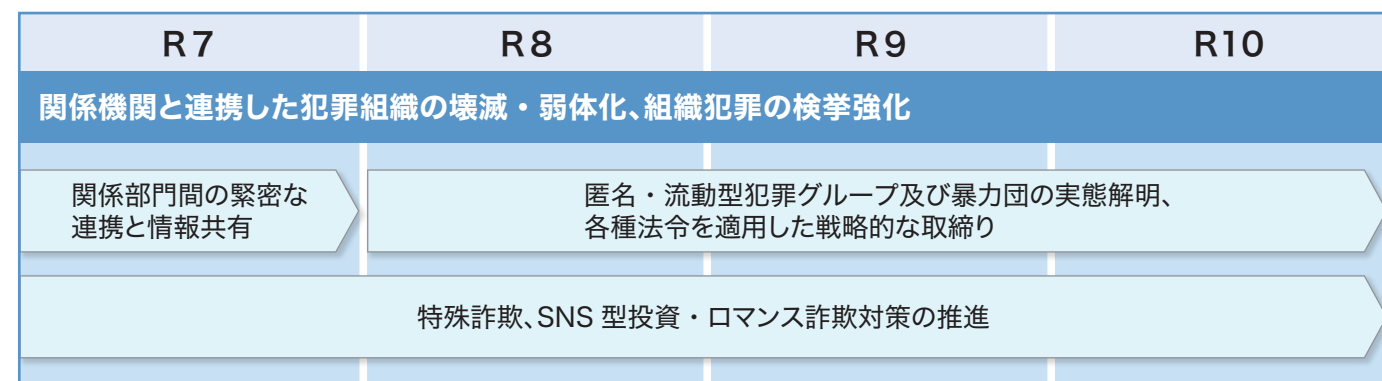 R7 R8 R9 R10
関係機関と連携した犯罪組織の壊滅・弱体化、組織犯罪の検挙強化
関係部門間の緊密な
連携と情報共有
匿名・流動型犯罪グループ及び暴力団の実態解明、
各種法令を適用した戦略的な取締り
特殊詐欺、SNS 型投資・ロマンス詐欺対策の推進